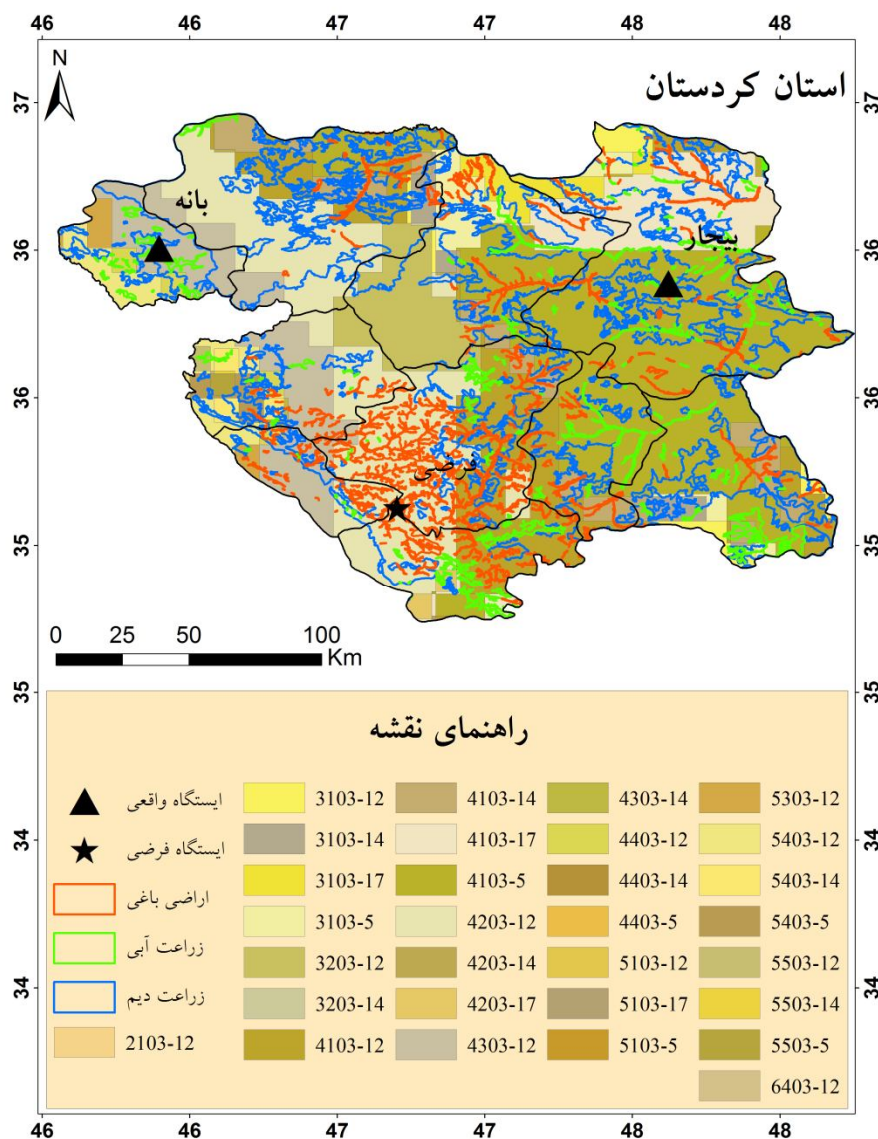 46 46 47 47 48 48
N
استان کردستان
37
37
بانه
بیجار
36
36
36
36
فرضی
35
35
0 25 50 100
Km
35
35
راهنمای نقشه
ایستگاه واقعی
ایستگاه فرضی
اراضی باغی
زراعت آبی
زراعت دیم
2103-12
3103-12
3103-14
3103-17
3103-5
3203-12
3203-14
4103-12
4103-14
4103-17
4103-5
4203-12
4203-14
4203-17
4303-12
4303-14
4403-12
4403-14
4403-5
5103-12
5103-17
5103-5
5303-12
5403-12
5403-14
5403-5
5503-12
5503-14
5503-5
6403-12
34
34
34
34
46 46 47 47 48 48